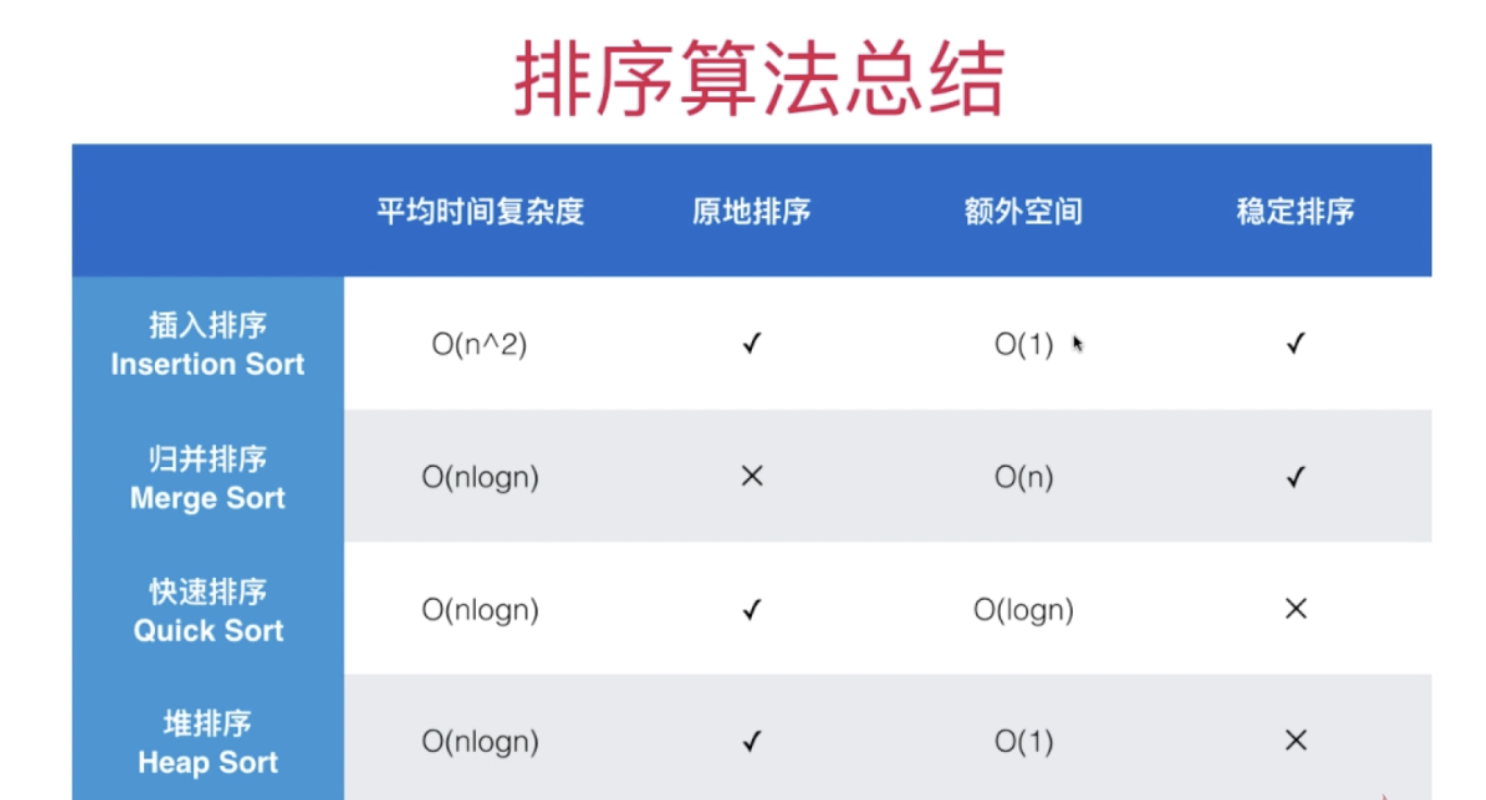 排序算法总结
平均时间复杂度 原地排序 额外空间 稳定排序
插入排序
Insertion Sort O(n^2) ✓ O(1) ✓
归并排序
Merge Sort O(nlogn) × O(n) ✓
快速排序
Quick Sort O(nlogn) ✓ O(logn) ×
堆排序
Heap Sort O(nlogn) ✓ O(1) ×